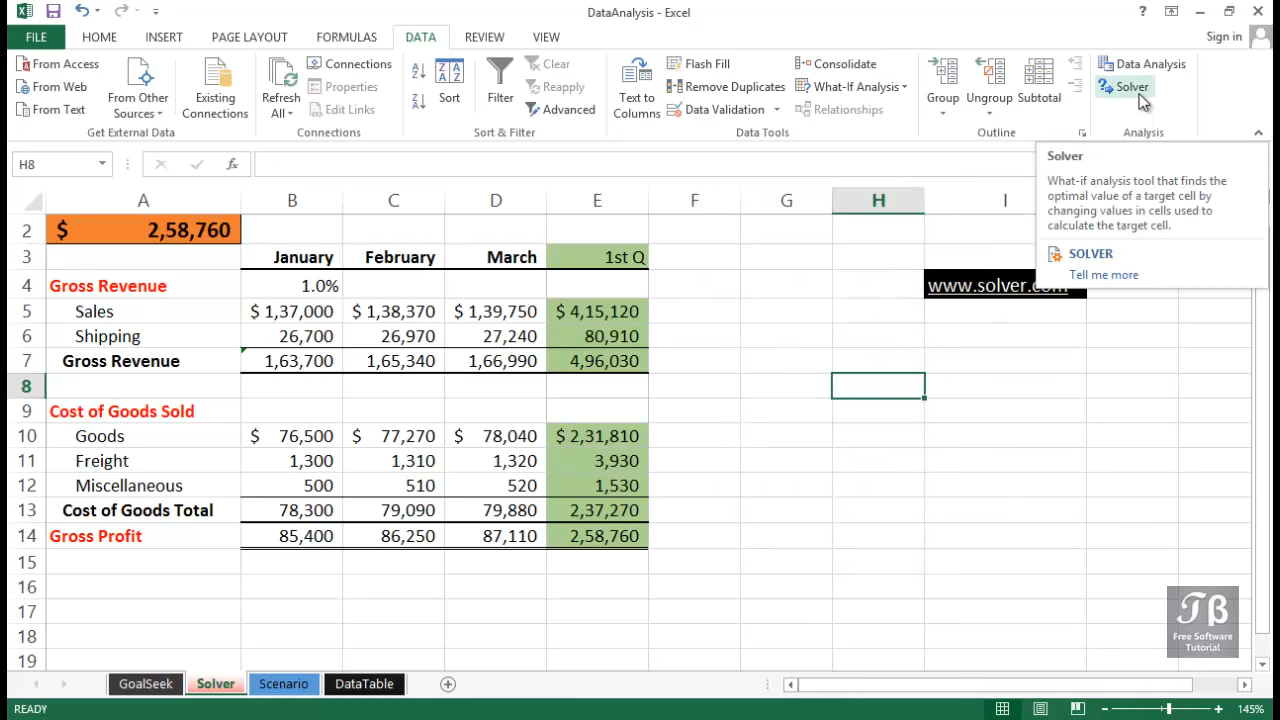 DataAnalysis - Excel
FILE HOME INSERT PAGE LAYOUT FORMULAS DATA REVIEW VIEW Sign in
From Access
From Web
From Text
From Other
Sources
Existing
Connections
Get External Data
Refresh
All
Connections
Properties
Edit Links
Connections
Sort
Filter
Clear
Reapply
Advanced
Sort & Filter
Text to
Columns
Flash Fill
Remove Duplicates
Data Validation
Consolidate
What-If Analysis
Relationships
Data Tools
Group
Ungroup
Subtotal
Outline
Data Analysis
Solver
Analysis
H8
fx
Solver
What-if analysis tool that finds the
optimal value of a target cell by
changing values in cells used to
calculate the target cell.
SOLVER
Tell me more
A B C D E F G H I
2 $ 2,58,760
3 January February March 1st Q
4 Gross Revenue 1.0% www.solver.com
5 Sales $ 1,37,000 $ 1,38,370 $ 1,39,750 $ 4,15,120
6 Shipping 26,700 26,970 27,240 80,910
7 Gross Revenue 1,63,700 1,65,340 1,66,990 4,96,030
8
9 Cost of Goods Sold
10 Goods $ 76,500 $ 77,270 $ 78,040 $ 2,31,810
11 Freight 1,300 1,310 1,320 3,930
12 Miscellaneous 500 510 520 1,530
13 Cost of Goods Total 78,300 79,090 79,880 2,37,270
14 Gross Profit 85,400 86,250 87,110 2,58,760
15
16
17
18
19
TB
Free Software
Tutorial
GoalSeek Solver Scenario DataTable
READY 145%